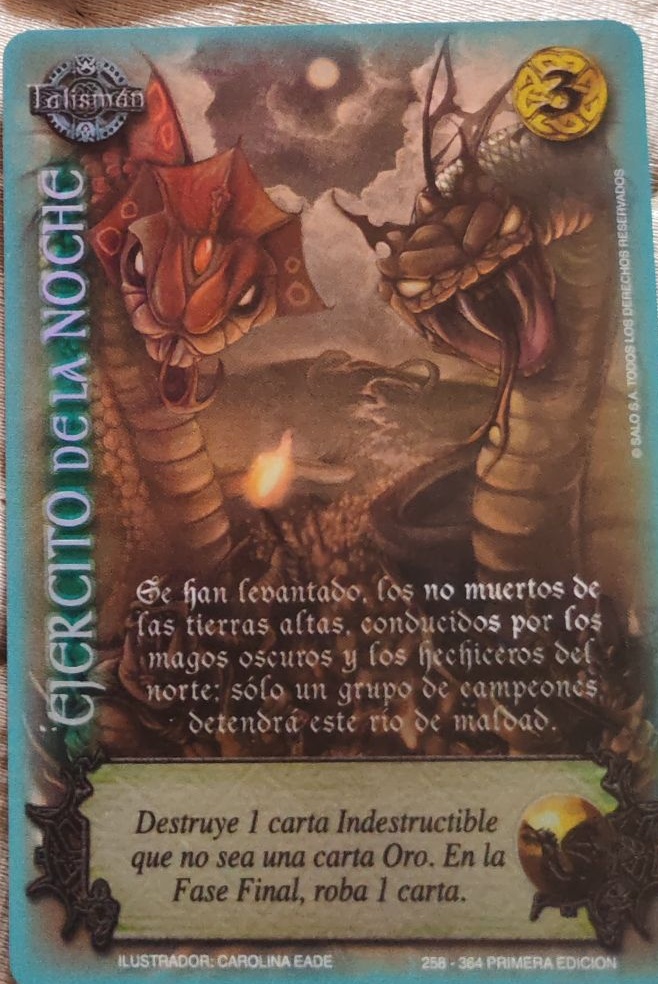 Talismán
3
EJERCITO DE LA NOCHE
© SALO S.A. TODOS LOS DERECHOS RESERVADOS
Se han levantado, los no muertos de
las tierras altas, conducidos por los
magos oscuros y los hechiceros del
norte; sólo un grupo de campeones
detendrá este río de maldad.
Destruye 1 carta Indestructible
que no sea una carta Oro. En la
Fase Final, roba 1 carta.
ILUSTRADOR: CAROLINA EADE
258 - 364 PRIMERA EDICION